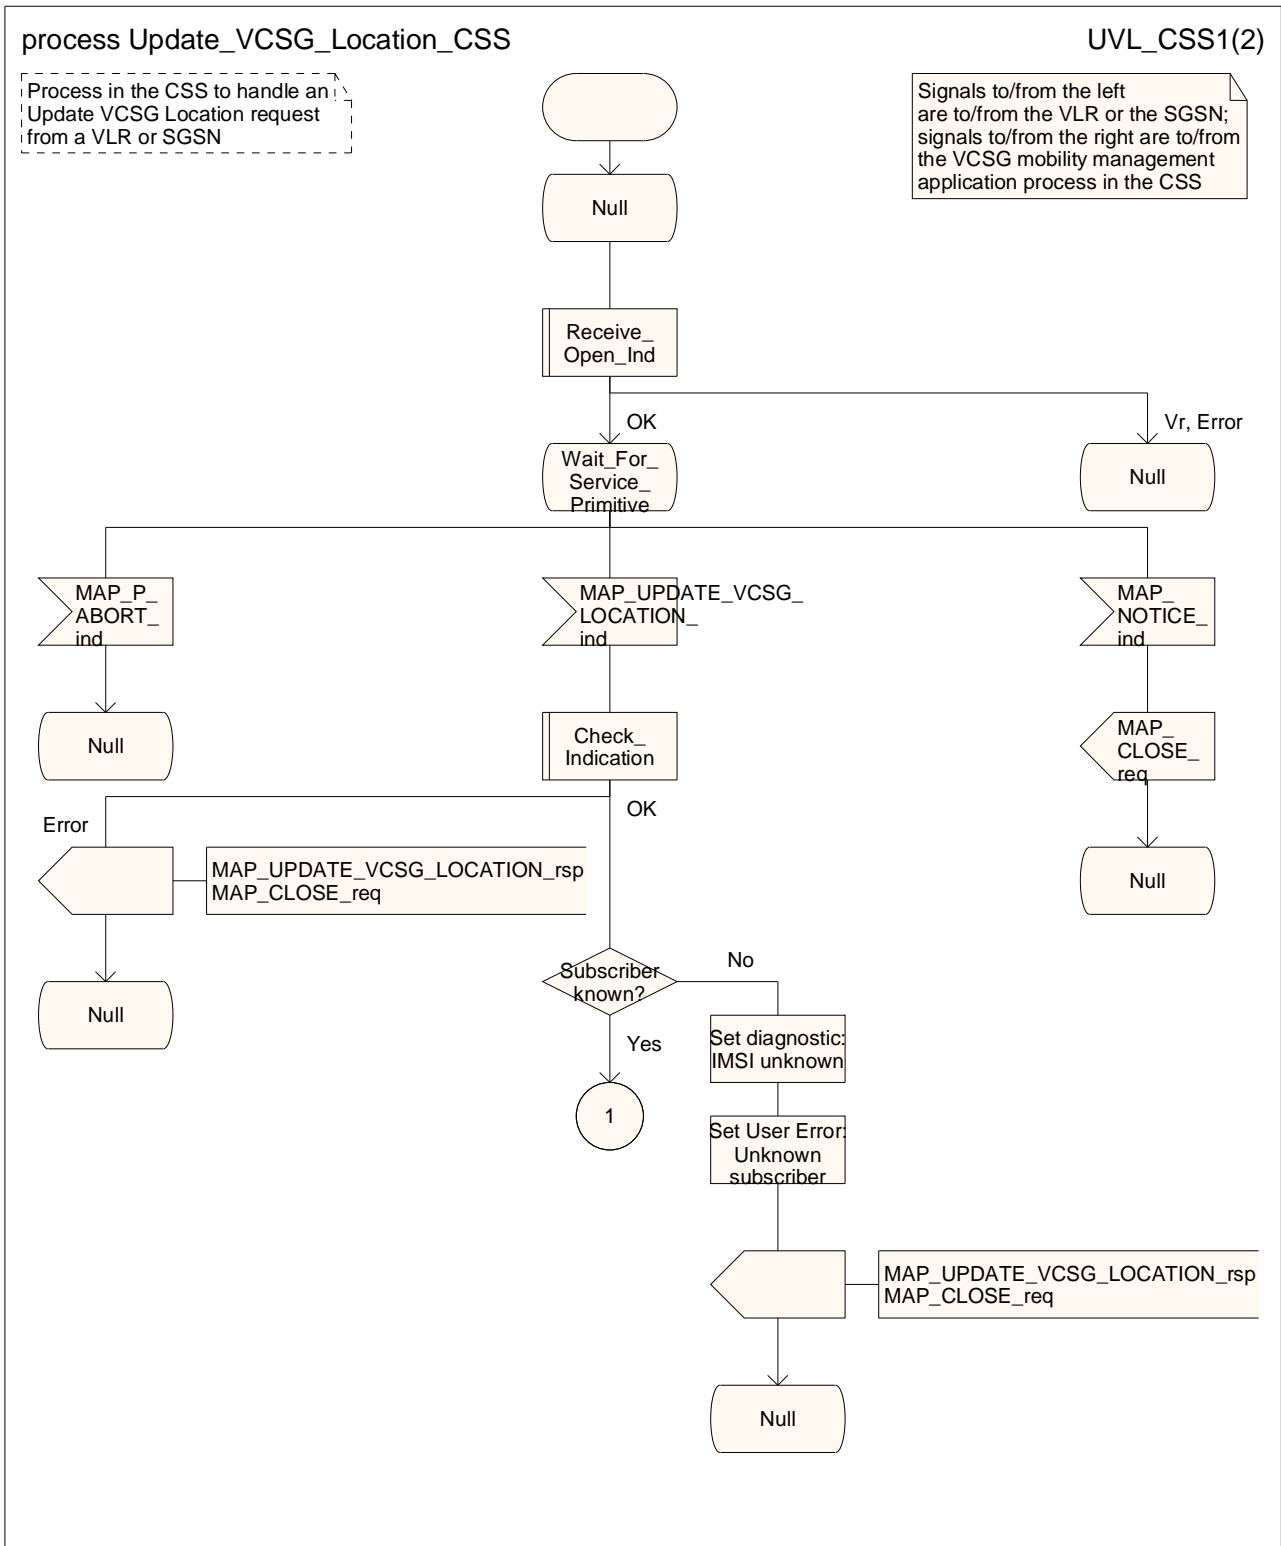 process Update_VCSG_Location_CSS
UVL_CSS1(2)
Process in the CSS to handle an
Update VCSG Location request
from a VLR or SGSN
Signals to/from the left
are to/from the VLR or the SGSN;
signals to/from the right are to/from
the VCSG mobility management
application process in the CSS
Null
Receive_
Open_Ind
OK
Vr, Error
Wait_For_
Service_
Primitive
Null
MAP_P_
ABORT_
ind
MAP_UPDATE_VCSG_
LOCATION_
ind
MAP_
NOTICE_
ind
Null
Check_
Indication
MAP_
CLOSE_
req
Error
OK
MAP_UPDATE_VCSG_LOCATION_rsp
MAP_CLOSE_req
Null
Null
Subscriber
known?
No
Yes
Set diagnostic:
IMSI unknown
1
Set User Error:
Unknown
subscriber
MAP_UPDATE_VCSG_LOCATION_rsp
MAP_CLOSE_req
Null